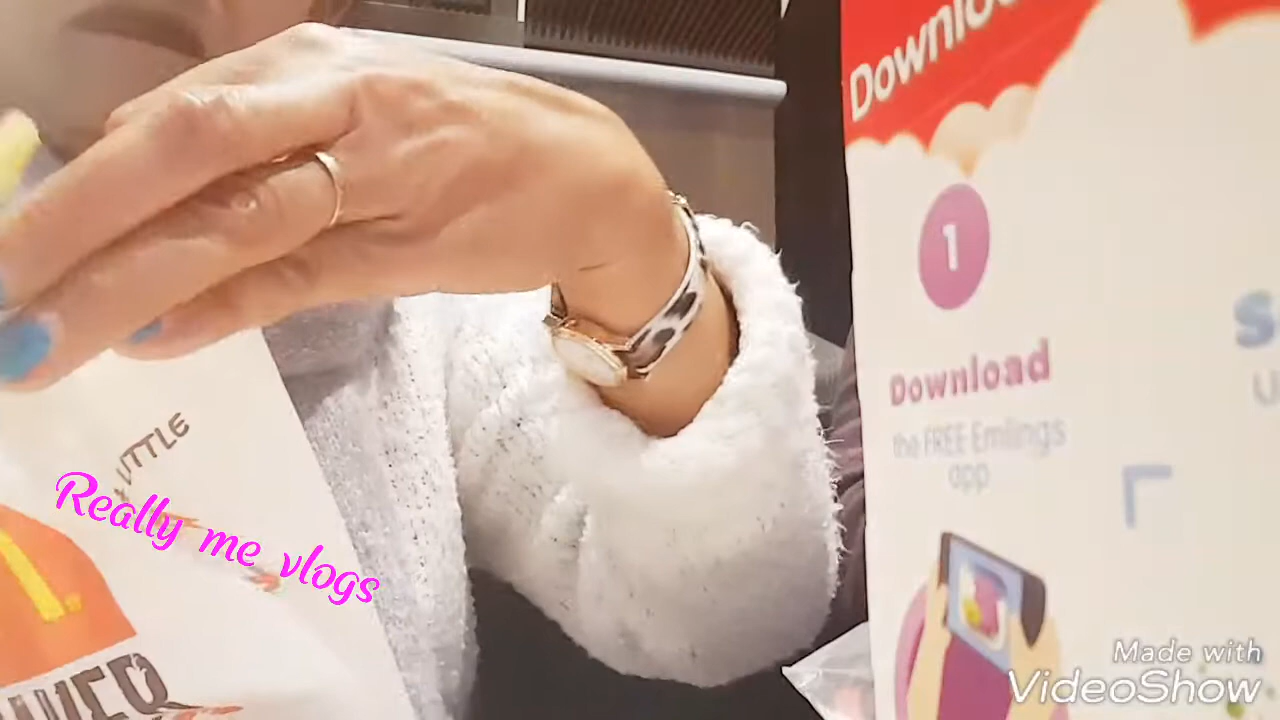 Downlo
1
Download
the FREE Emlings
app
S
U
LITTLE
Really me vlogs
Made with
VideoShow